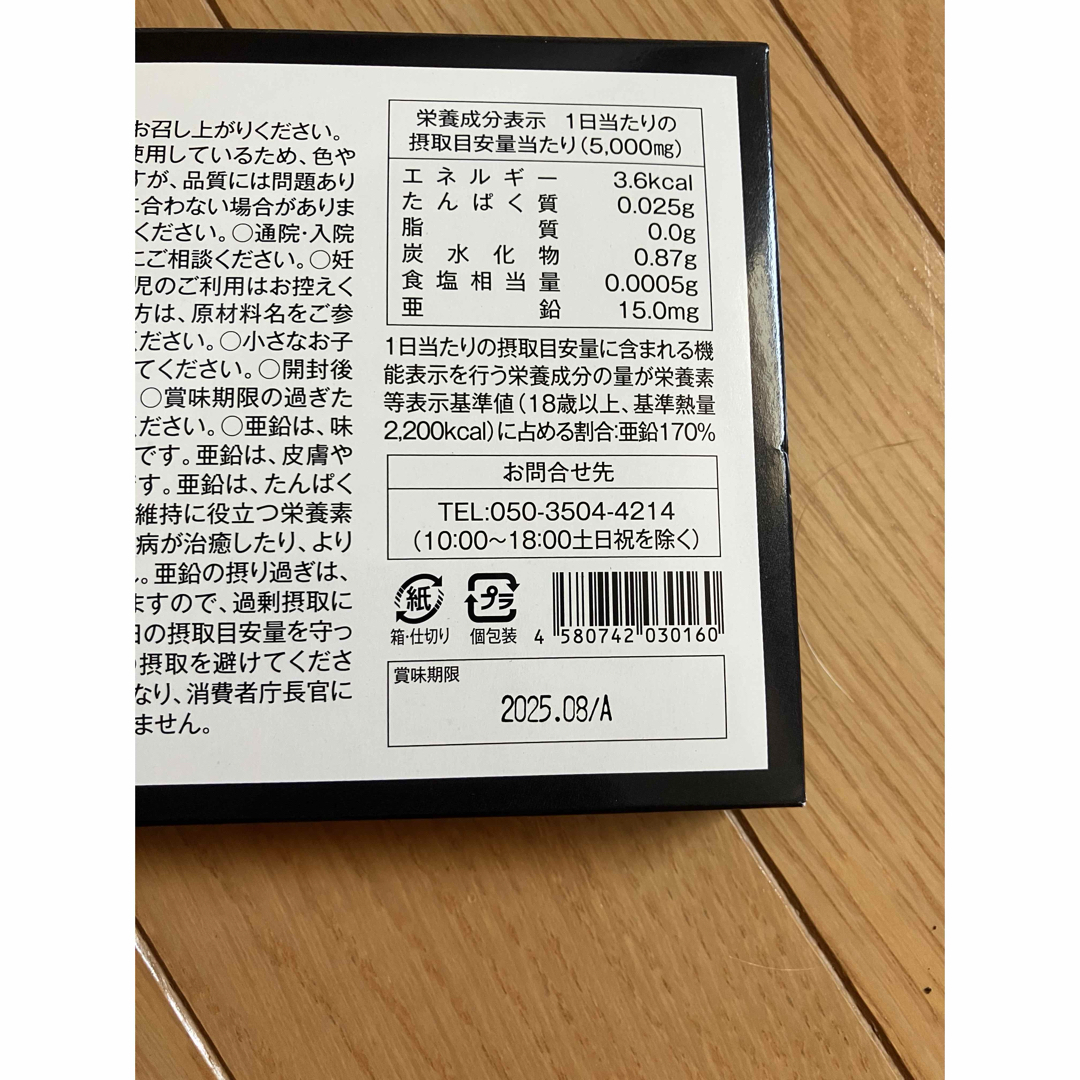 お召し上がりください。
使用しているため、色や
すが、品質には問題あり
に合わない場合がありま
ください。○通院・入院
にご相談ください。○妊
児のご利用はお控えく
方は、原材料名をご参
ください。○小さなお子
てください。○開封後
○賞味期限の過ぎた
ください。○亜鉛は、味
です。亜鉛は、皮膚や
す。亜鉛は、たんぱく
維持に役立つ栄養素
病が治癒したり、より
ん。亜鉛の摂り過ぎは、
ますので、過剰摂取に
日の摂取目安量を守っ
摂取を避けてくださ
なり、消費者庁長官に
ません。
栄養成分表示 1日当たりの
摂取目安量当たり(5,000㎎)
エネルギー 3.6kcal
たんぱく質 0.025g
脂質 0.0g
炭水化物 0.87g
食塩相当量 0.0005g
亜鉛 15.0mg
1日当たりの摂取目安量に含まれる機
能表示を行う栄養成分の量が栄養素
等表示基準値(18歳以上、基準熱量
2,200kcal)に占める割合:亜鉛170%
お問合せ先
TEL:050-3504-4214
(10:00〜18:00土日祝を除く)
紙 プラ
箱・仕切り 個包装
4 580742 030160
賞味期限
2025.08/A